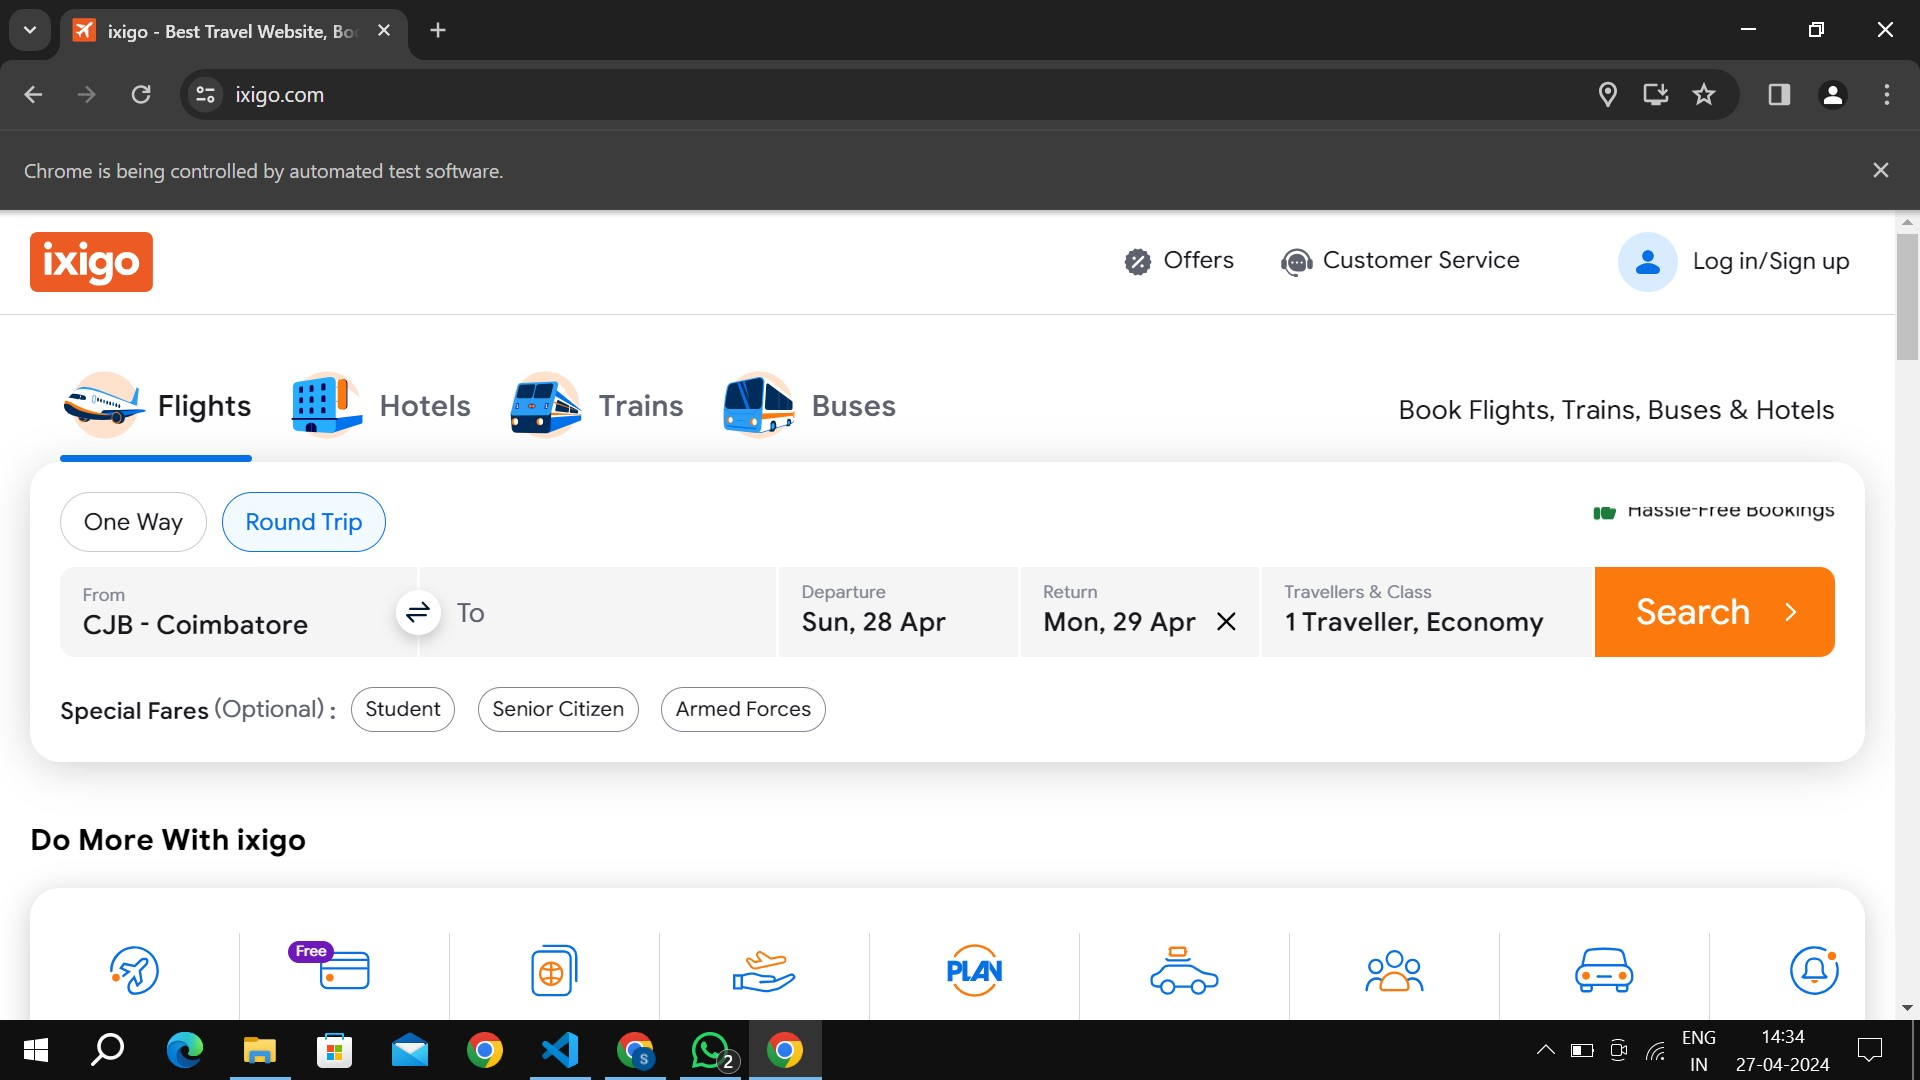 ixigo - Best Travel Website, Boo
ixigo.com
Chrome is being controlled by automated test software.
ixigo
Offers
Customer Service
Log in/Sign up
Flights
Hotels
Trains
Buses
Book Flights, Trains, Buses & Hotels
One Way
Round Trip
Hassle-Free Bookings
From
CJB - Coimbatore
To
Departure
Sun, 28 Apr
Return
Mon, 29 Apr
Travellers & Class
1 Traveller, Economy
Search
Special Fares (Optional) :
Student
Senior Citizen
Armed Forces
Do More With ixigo
Free
PLAN
S
2
ENG
IN
14:34
27-04-2024